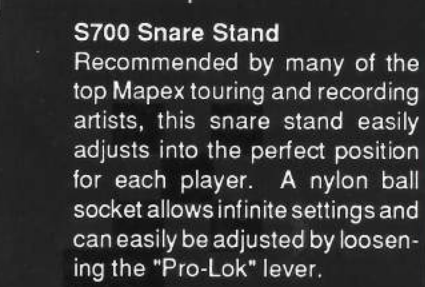 S700 Snare Stand
Recommended by many of the
top Mapex touring and recording
artists, this snare stand easily
adjusts into the perfect position
for each player. A nylon ball
socket allows infinite settings and
can easily be adjusted by loosen-
ing the "Pro-Lok" lever.